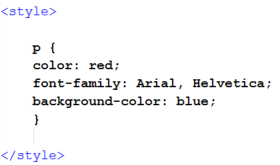 <style>
p {
color: red;
font-family: Arial, Helvetica;
background-color: blue;
}
</style>